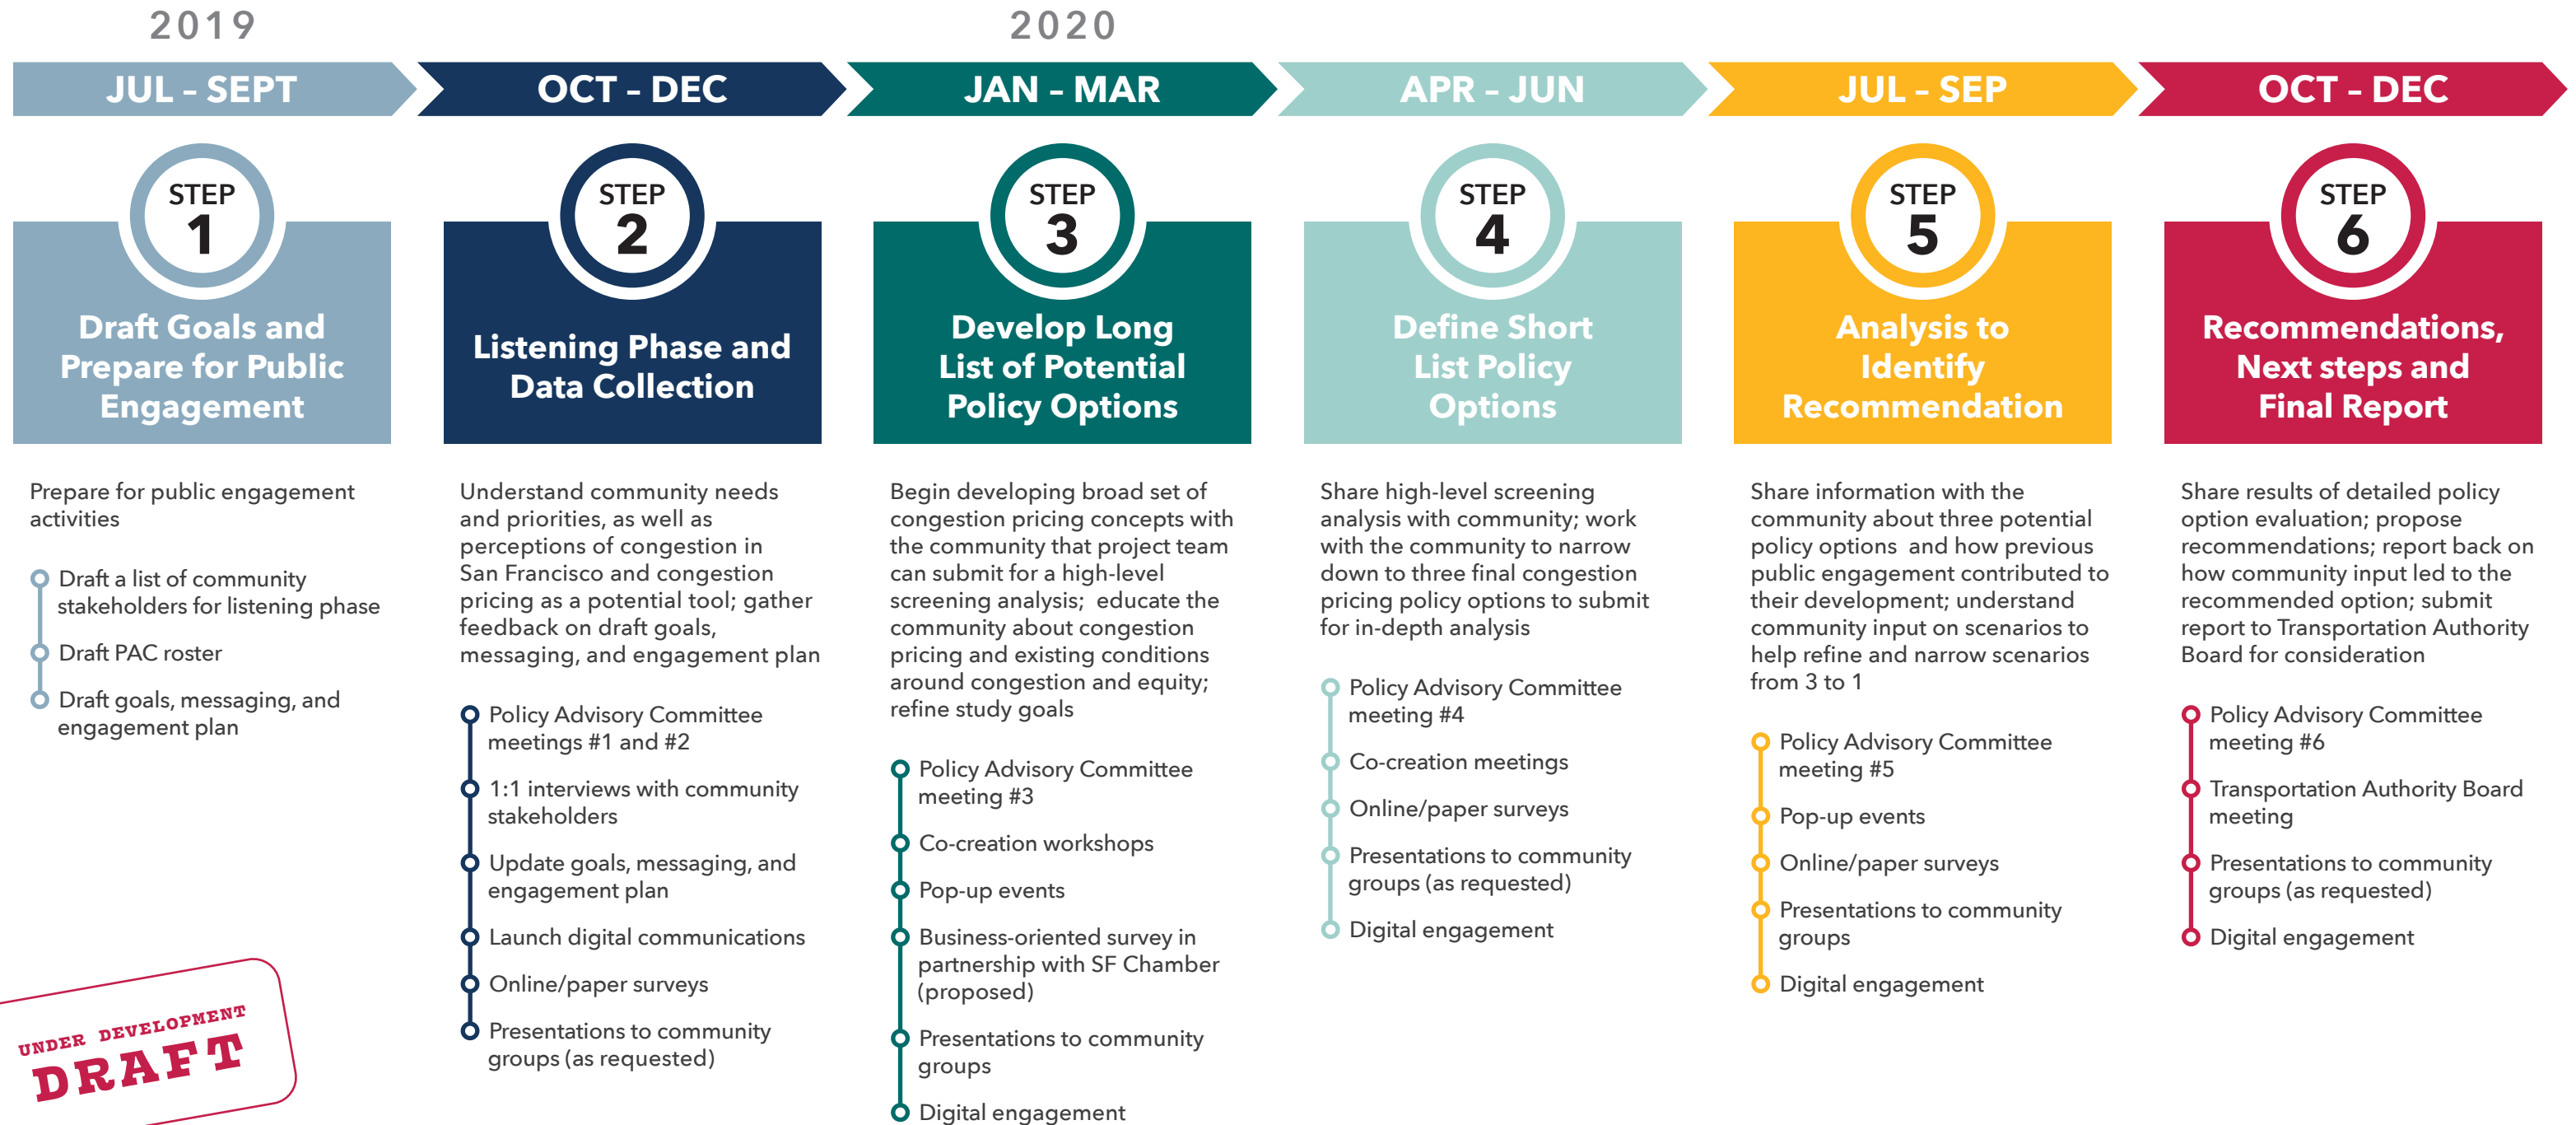 2019
2020
JUL – SEPT
OCT – DEC
JAN – MAR
APR – JUN
JUL – SEP
OCT – DEC
STEP
1
Draft Goals and
Prepare for Public
Engagement
Prepare for public engagement
activities
Draft a list of community
stakeholders for listening phase
Draft PAC roster
Draft goals, messaging, and
engagement plan
STEP
2
Listening Phase and
Data Collection
Understand community needs
and priorities, as well as
perceptions of congestion in
San Francisco and congestion
pricing as a potential tool; gather
feedback on draft goals,
messaging, and engagement plan
Policy Advisory Committee
meetings #1 and #2
1:1 interviews with community
stakeholders
Update goals, messaging, and
engagement plan
Launch digital communications
Online/paper surveys
Presentations to community
groups (as requested)
STEP
3
Develop Long
List of Potential
Policy Options
Begin developing broad set of
congestion pricing concepts with
the community that project team
can submit for a high-level
screening analysis; educate the
community about congestion
pricing and existing conditions
around congestion and equity;
refine study goals
Policy Advisory Committee
meeting #3
Co-creation workshops
Pop-up events
Business-oriented survey in
partnership with SF Chamber
(proposed)
Presentations to community
groups
Digital engagement
STEP
4
Define Short
List Policy
Options
Share high-level screening
analysis with community; work
with the community to narrow
down to three final congestion
pricing policy options to submit
for in-depth analysis
Policy Advisory Committee
meeting #4
Co-creation meetings
Online/paper surveys
Presentations to community
groups (as requested)
Digital engagement
STEP
5
Analysis to
Identify
Recommendation
Share information with the
community about three potential
policy options and how previous
public engagement contributed to
their development; understand
community input on scenarios to
help refine and narrow scenarios
from 3 to 1
Policy Advisory Committee
meeting #5
Pop-up events
Online/paper surveys
Presentations to community
groups
Digital engagement
STEP
6
Recommendations,
Next steps and
Final Report
Share results of detailed policy
option evaluation; propose
recommendations; report back on
how community input led to the
recommended option; submit
report to Transportation Authority
Board for consideration
Policy Advisory Committee
meeting #6
Transportation Authority Board
meeting
Presentations to community
groups (as requested)
Digital engagement
UNDER DEVELOPMENT
DRAFT